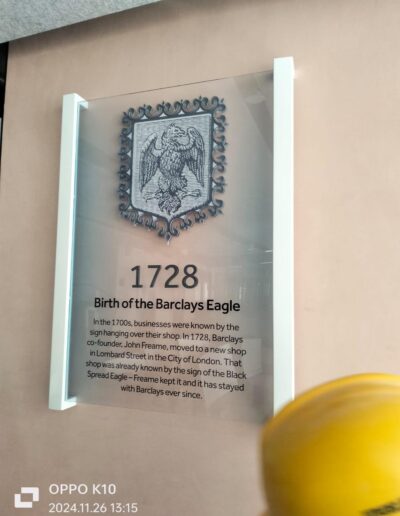 1728
Birth of the Barclays Eagle
In the 1700s, businesses were known by the
sign hanging over their shop. In 1728, Barclays
co-founder, John Freame, moved to a new shop
in Lombard Street in the City of London. That
shop was already known by the sign of the Black
Spread Eagle – Freame kept it and it has stayed
with Barclays ever since.
OPPO K10
2024.11.26 13:15